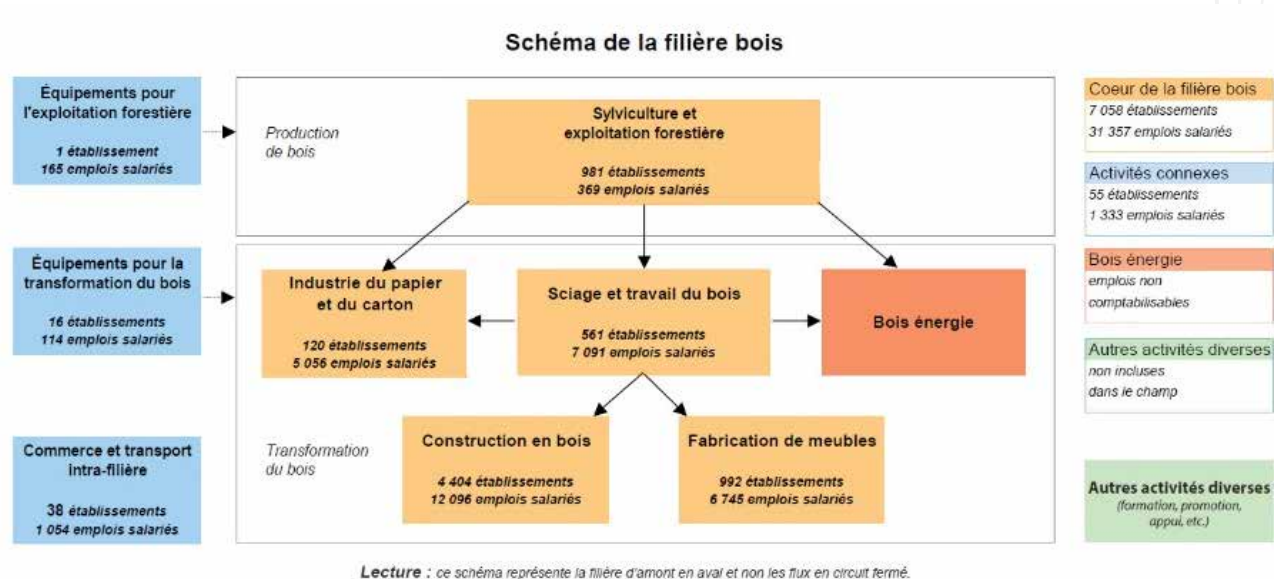 Schéma de la filière bois
Équipements pour
l'exploitation forestière
1 établissement
165 emplois salariés
Production
de bois
Sylviculture et
exploitation forestière
981 établissements
369 emplois salariés
Coeur de la filière bois
7 058 établissements
31 357 emplois salariés
Activités connexes
55 établissements
1 333 emplois salariés
Équipements pour la
transformation du bois
16 établissements
114 emplois salariés
Industrie du papier
et du carton
120 établissements
5 056 emplois salariés
Sciage et travail du bois
561 établissements
7 091 emplois salariés
Bois énergie
Bois énergie
emplois non
comptabilisables
Autres activités diverses
non incluses
dans le champ
Commerce et transport
intra-filière
38 établissements
1 054 emplois salariés
Transformation
du bois
Construction en bois
4 404 établissements
12 096 emplois salariés
Fabrication de meubles
992 établissements
6 745 emplois salariés
Autres activités diverses
(formation, promotion,
appui, etc.)
Lecture : ce schéma représente la filière d'amont en aval et non les flux en circuit fermé.